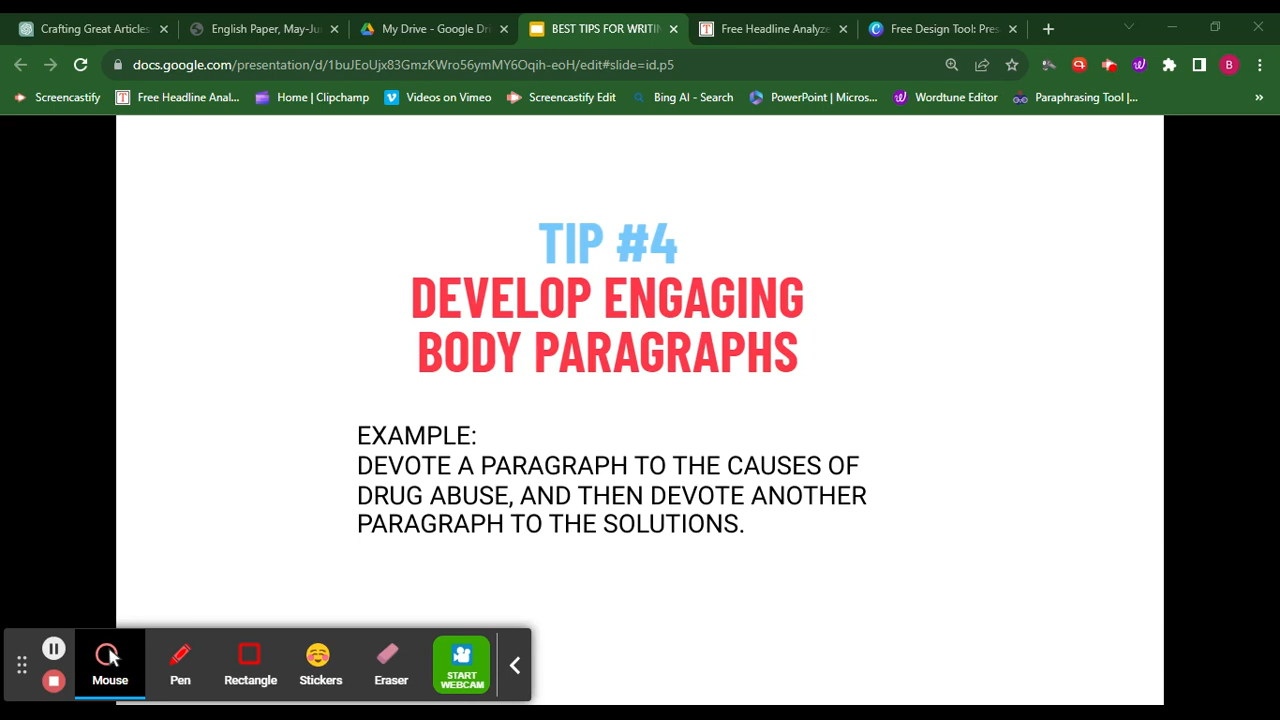 Crafting Great Articles
English Paper, May-Ju
My Drive - Google Dri
BEST TIPS FOR WRITIN
Free Headline Analyze
Free Design Tool: Pres
docs.google.com/presentation/d/1buJEoUjx83GmzKWro56ymMY6Oqih-eoH/edit#slide=id.p5
B
Screencastify
Free Headline Anal...
Home | Clipchamp
Videos on Vimeo
Screencastify Edit
Bing AI - Search
PowerPoint | Micros...
Wordtune Editor
Paraphrasing Tool |...
»
TIP #4
DEVELOP ENGAGING
BODY PARAGRAPHS
EXAMPLE:
DEVOTE A PARAGRAPH TO THE CAUSES OF
DRUG ABUSE, AND THEN DEVOTE ANOTHER
PARAGRAPH TO THE SOLUTIONS.
Mouse
Pen
Rectangle
Stickers
Eraser
START
WEBCAM